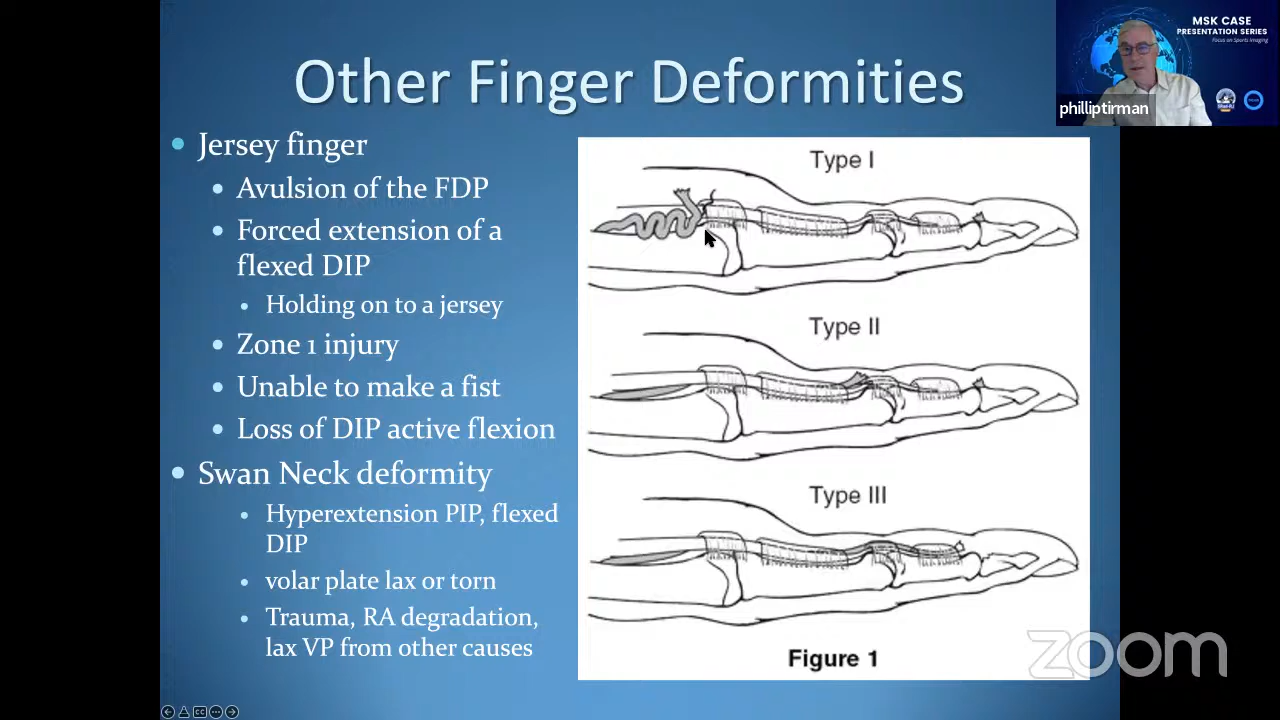 Other Finger Deformities
Jersey finger
Avulsion of the FDP
Forced extension of a
flexed DIP
Holding on to a jersey
Zone 1 injury
Unable to make a fist
Loss of DIP active flexion
Swan Neck deformity
Hyperextension PIP, flexed
DIP
volar plate lax or torn
Trauma, RA degradation,
lax VP from other causes
Type I
Type II
Type III
Figure 1
MSK CASE
PRESENTATION SERIES
Focus on Sports Imaging
philliptirman
zoom
CC